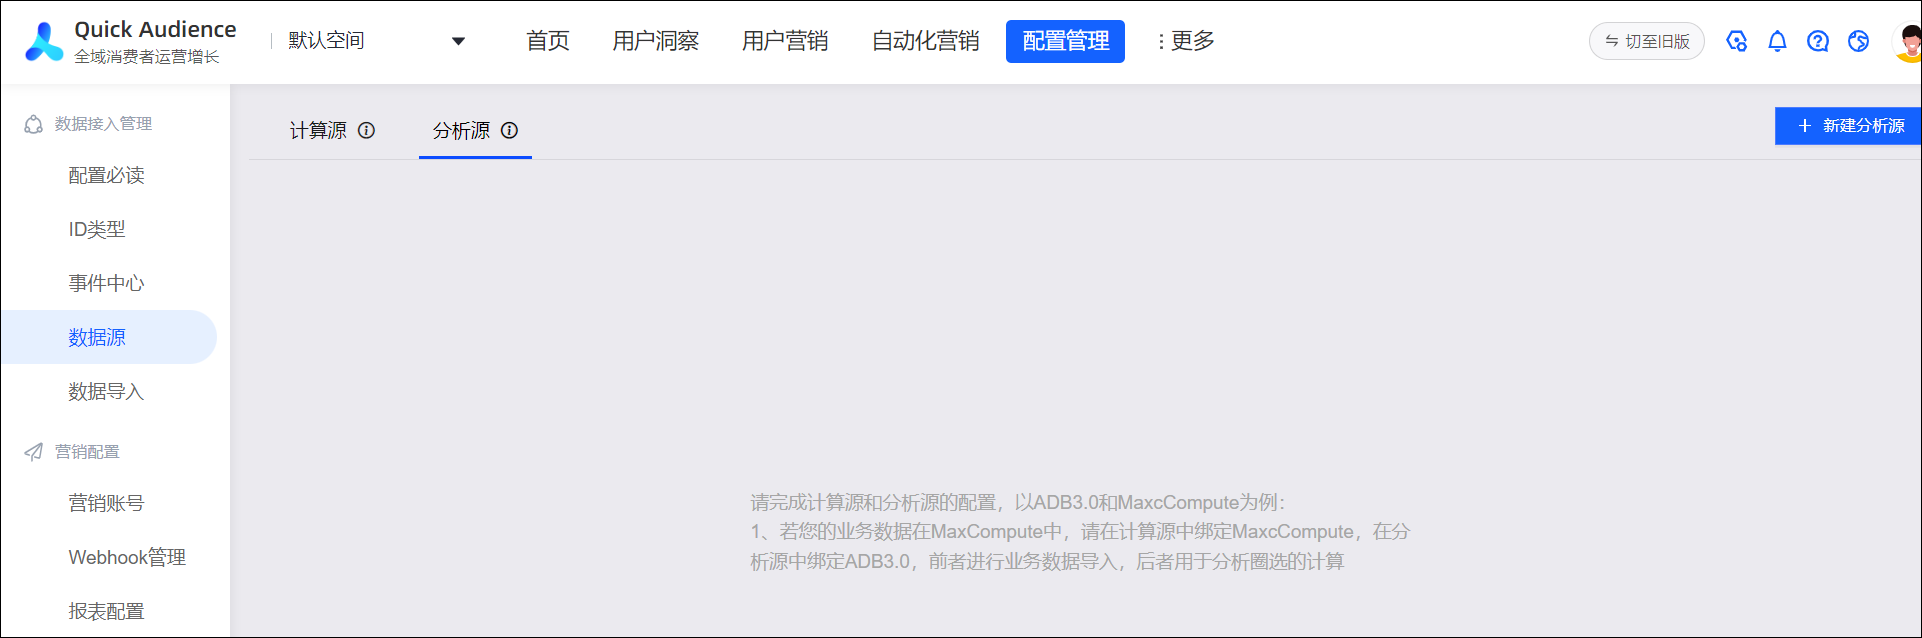 Quick Audience
全域消费者运营增长
默认空间
首页
用户洞察
用户营销
自动化营销
配置管理
更多
切至旧版
数据接入管理
配置必读
ID类型
事件中心
数据源
数据导入
营销配置
营销账号
Webhook管理
报表配置
计算源
分析源
+ 新建分析源
请完成计算源和分析源的配置，以ADB3.0和MaxcCompute为例：
1、若您的业务数据在MaxCompute中，请在计算源中绑定MaxcCompute，在分
析源中绑定ADB3.0，前者进行业务数据导入，后者用于分析圈选的计算